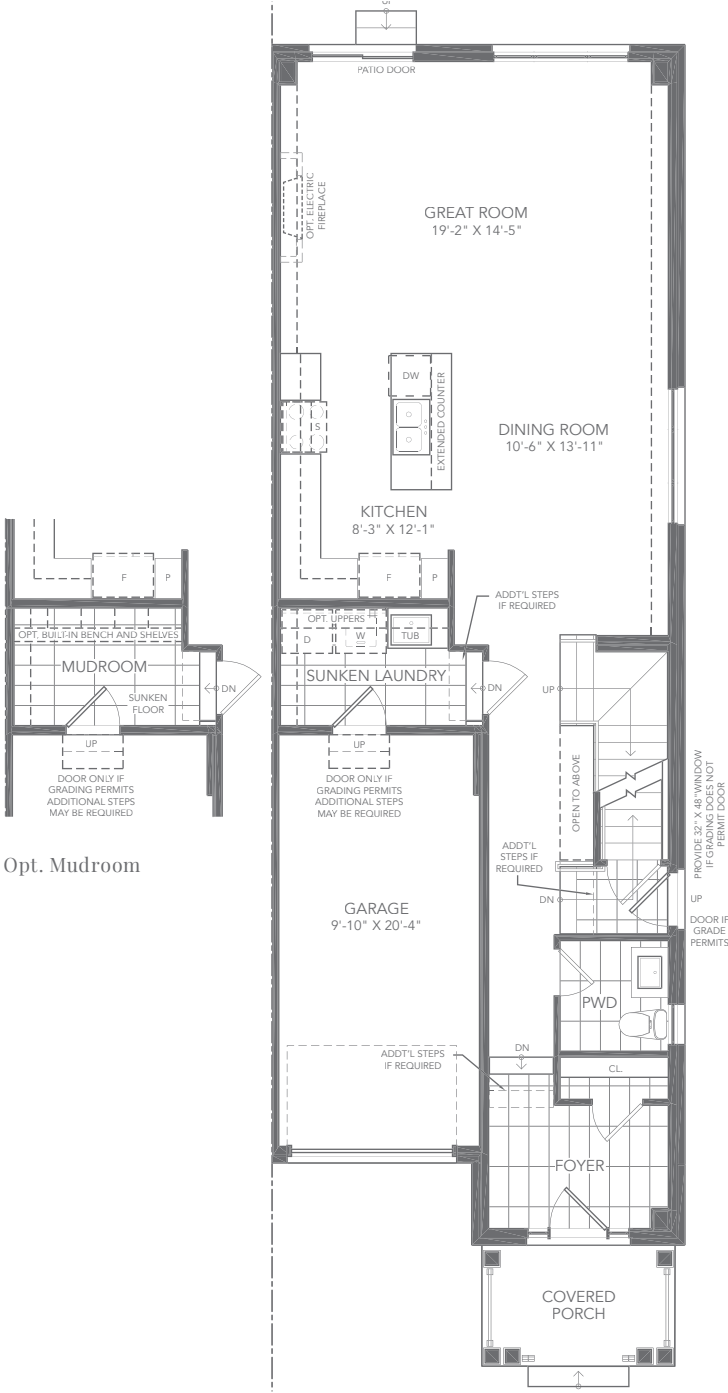 PATIO DOOR
OPT. ELECTRIC
FIREPLACE
GREAT ROOM
19'-2" X 14'-5"
DW
EXTENDED COUNTER
S
DINING ROOM
10'-6" X 13'-11"
KITCHEN
8'-3" X 12'-1"
F
P
F
P
ADDT'L STEPS
IF REQUIRED
OPT. UPPERS
D
W
TUB
SUNKEN LAUNDRY
DN
UP
OPT. BUILT-IN BENCH AND SHELVES
MUDROOM
SUNKEN
FLOOR
DN
UP
DOOR ONLY IF
GRADING PERMITS
ADDITIONAL STEPS
MAY BE REQUIRED
Opt. Mudroom
UP
DOOR ONLY IF
GRADING PERMITS
ADDITIONAL STEPS
MAY BE REQUIRED
OPEN TO ABOVE
PROVIDE 32" X 48" WINDOW
IF GRADING DOES NOT
PERMIT DOOR
ADDT'L
STEPS IF
REQUIRED
DN
UP
DOOR IF
GRADE
PERMITS
GARAGE
9'-10" X 20'-4"
PWD
DN
ADDT'L STEPS
IF REQUIRED
CL.
FOYER
COVERED
PORCH